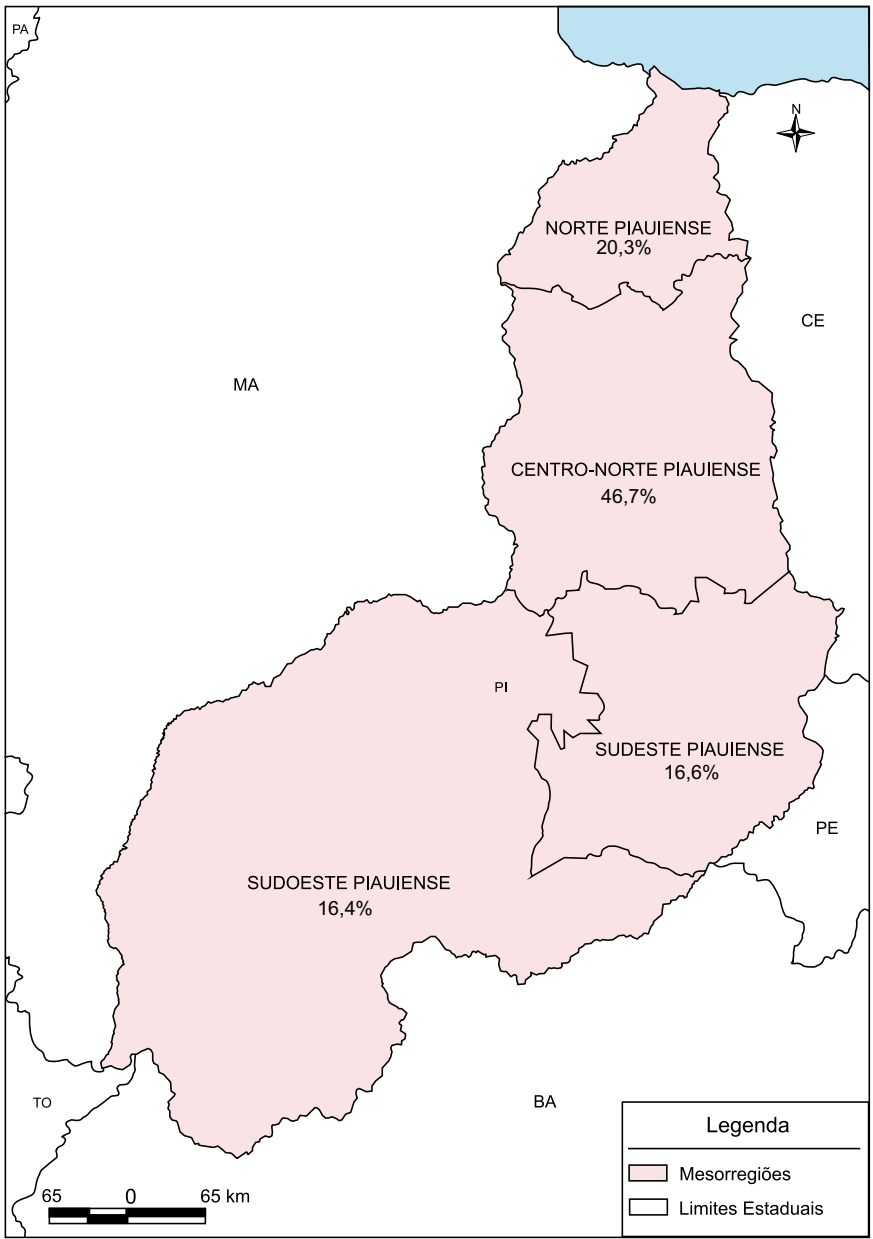 PA
N
NORTE PIAUIENSE
20,3%
CE
MA
CENTRO-NORTE PIAUIENSE
46,7%
PI
SUDESTE PIAUIENSE
16,6%
PE
SUDOESTE PIAUIENSE
16,4%
TO
BA
Legenda
Mesorregiões
Limites Estaduais
65 0 65 km